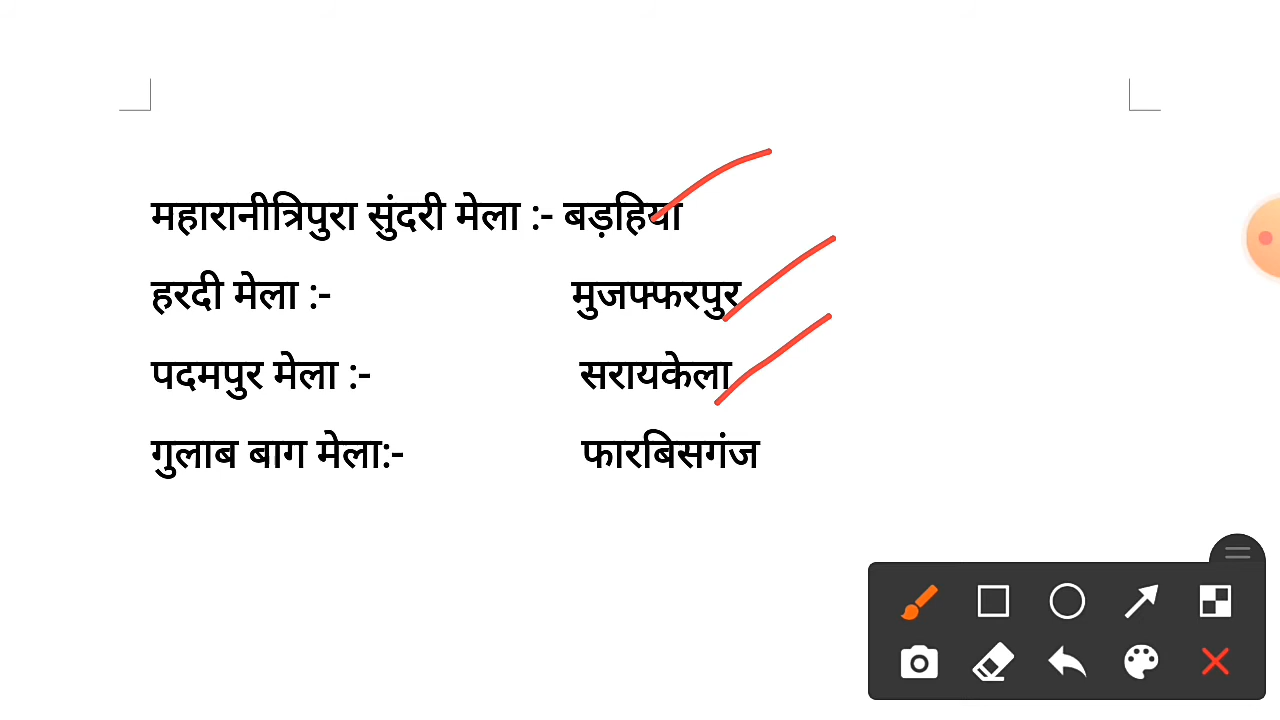 महारानीत्रिपुरा सुंदरी मेला :- बड़हिया
हरदी मेला :- मुजफ्फरपुर
पदमपुर मेला :- सरायकेला
गुलाब बाग मेला:- फारबिसगंज